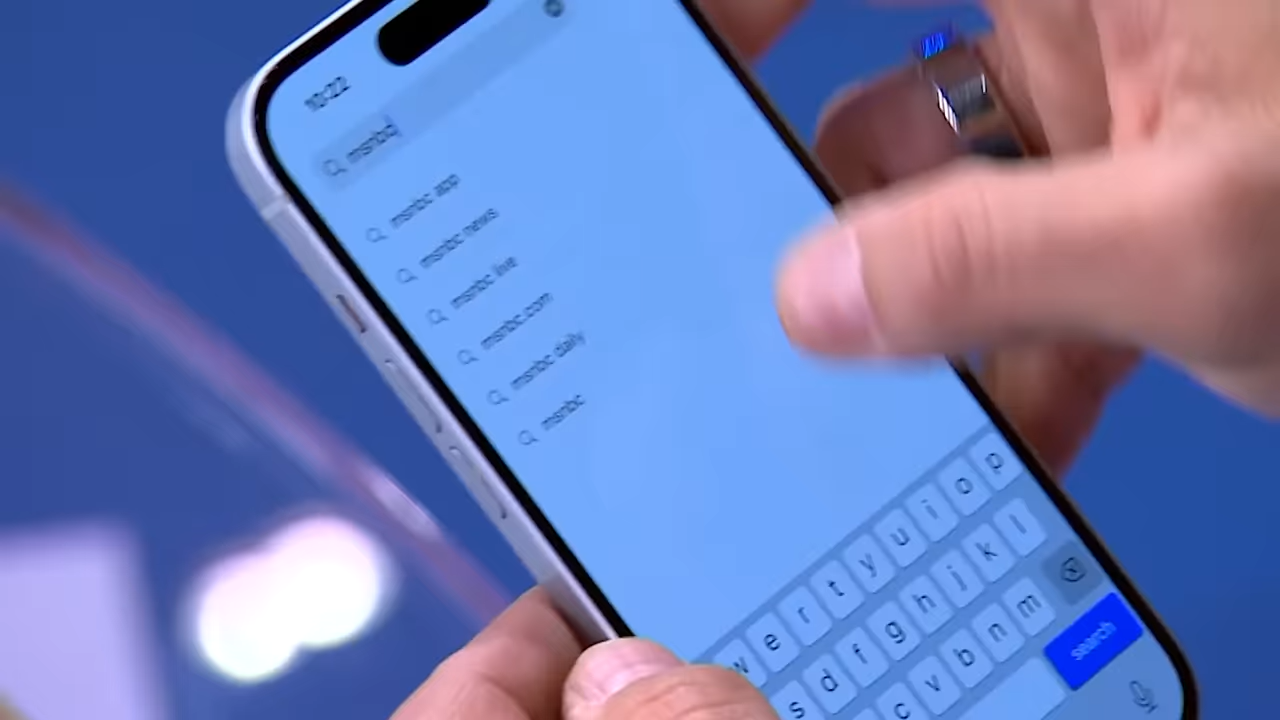 10:22
msnbc
msnbc app
msnbc news
msnbc live
msnbc.com
msnbc daily
msnbc
w e r t y u i o p
s d f g h j k l
c v b n m
search